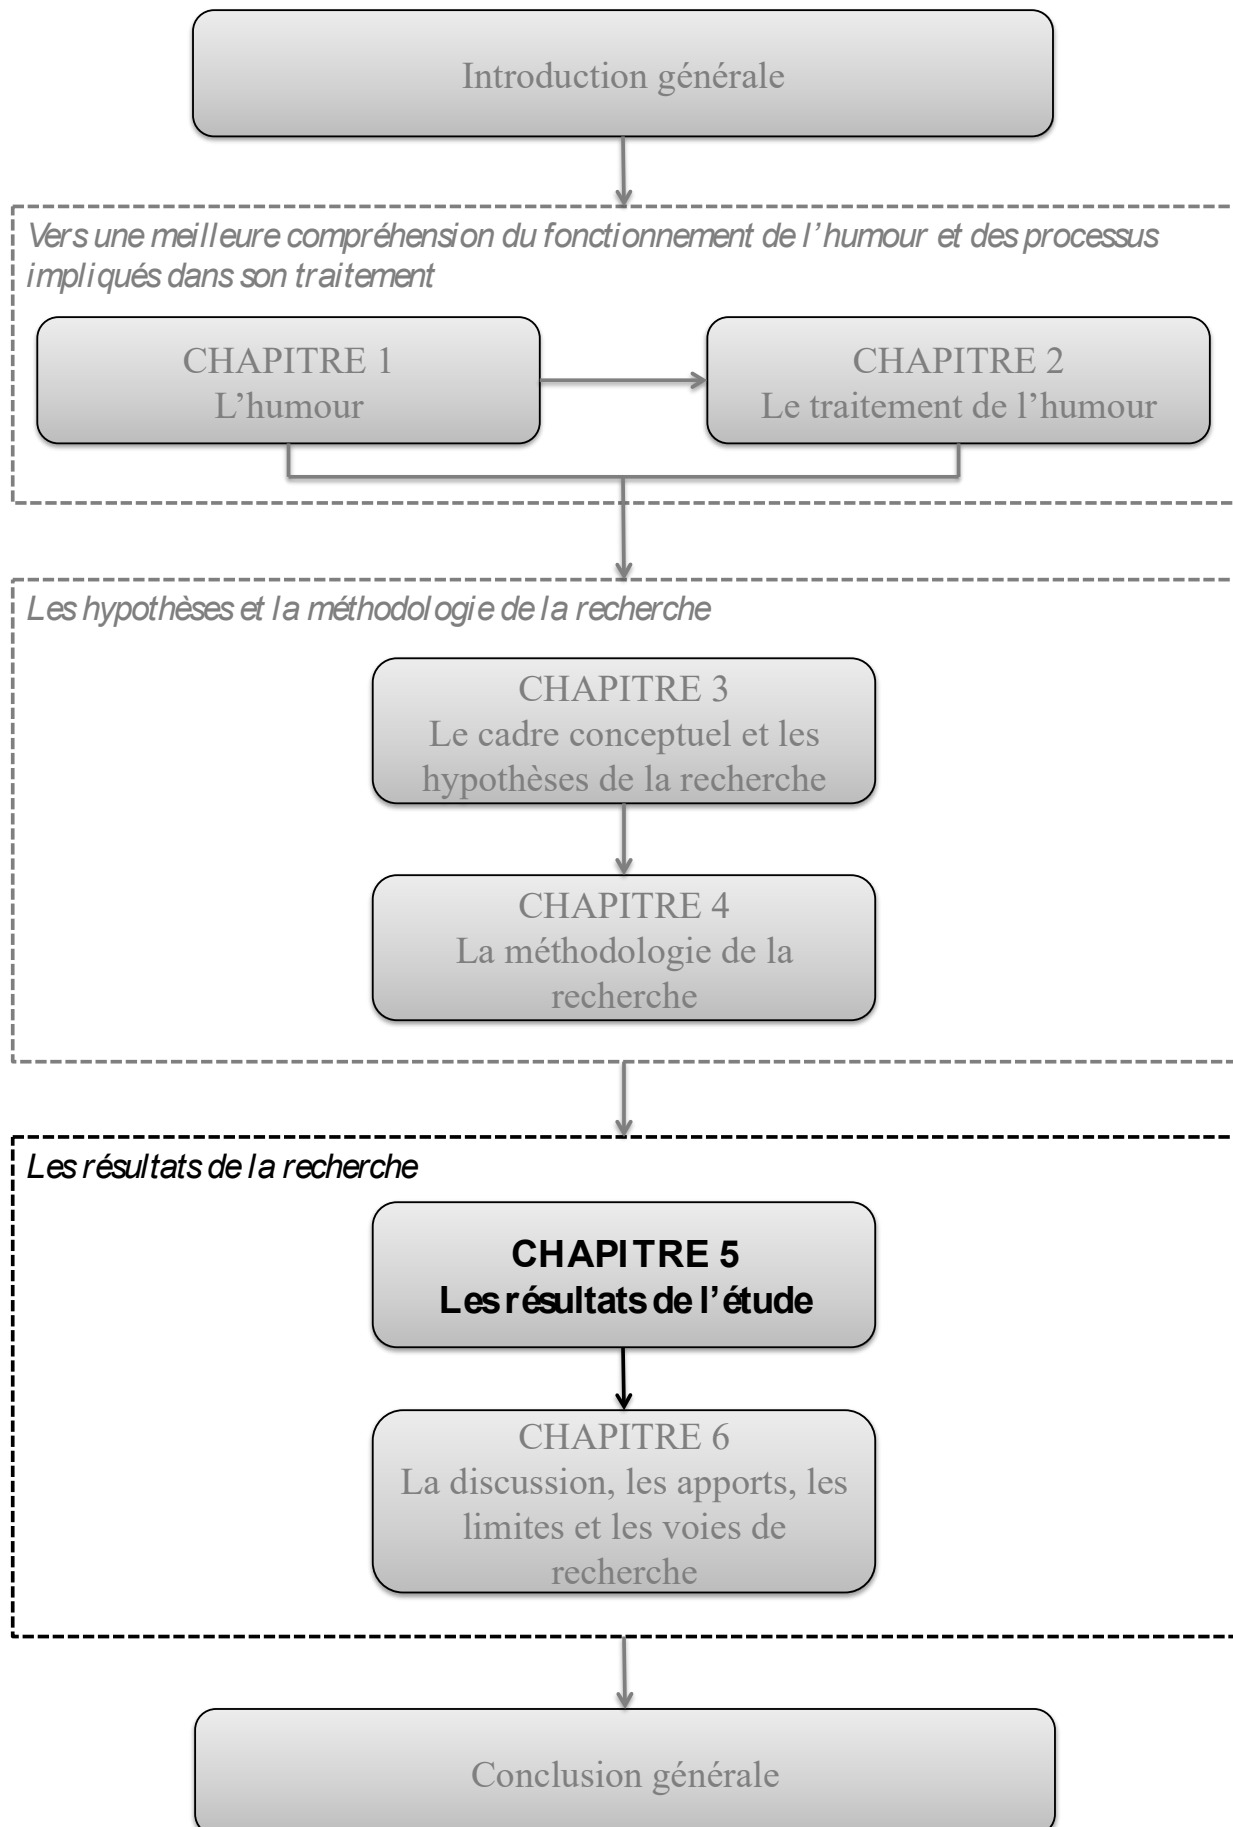 Introduction générale
Vers une meilleure compréhension du fonctionnement de l’humour et des processus
impliqués dans son traitement
CHAPITRE 1
L’humour
CHAPITRE 2
Le traitement de l’humour
Les hypothèses et la méthodologie de la recherche
CHAPITRE 3
Le cadre conceptuel et les
hypothèses de la recherche
CHAPITRE 4
La méthodologie de la
recherche
Les résultats de la recherche
CHAPITRE 5
Les résultats de l’étude
CHAPITRE 6
La discussion, les apports, les
limites et les voies de
recherche
Conclusion générale